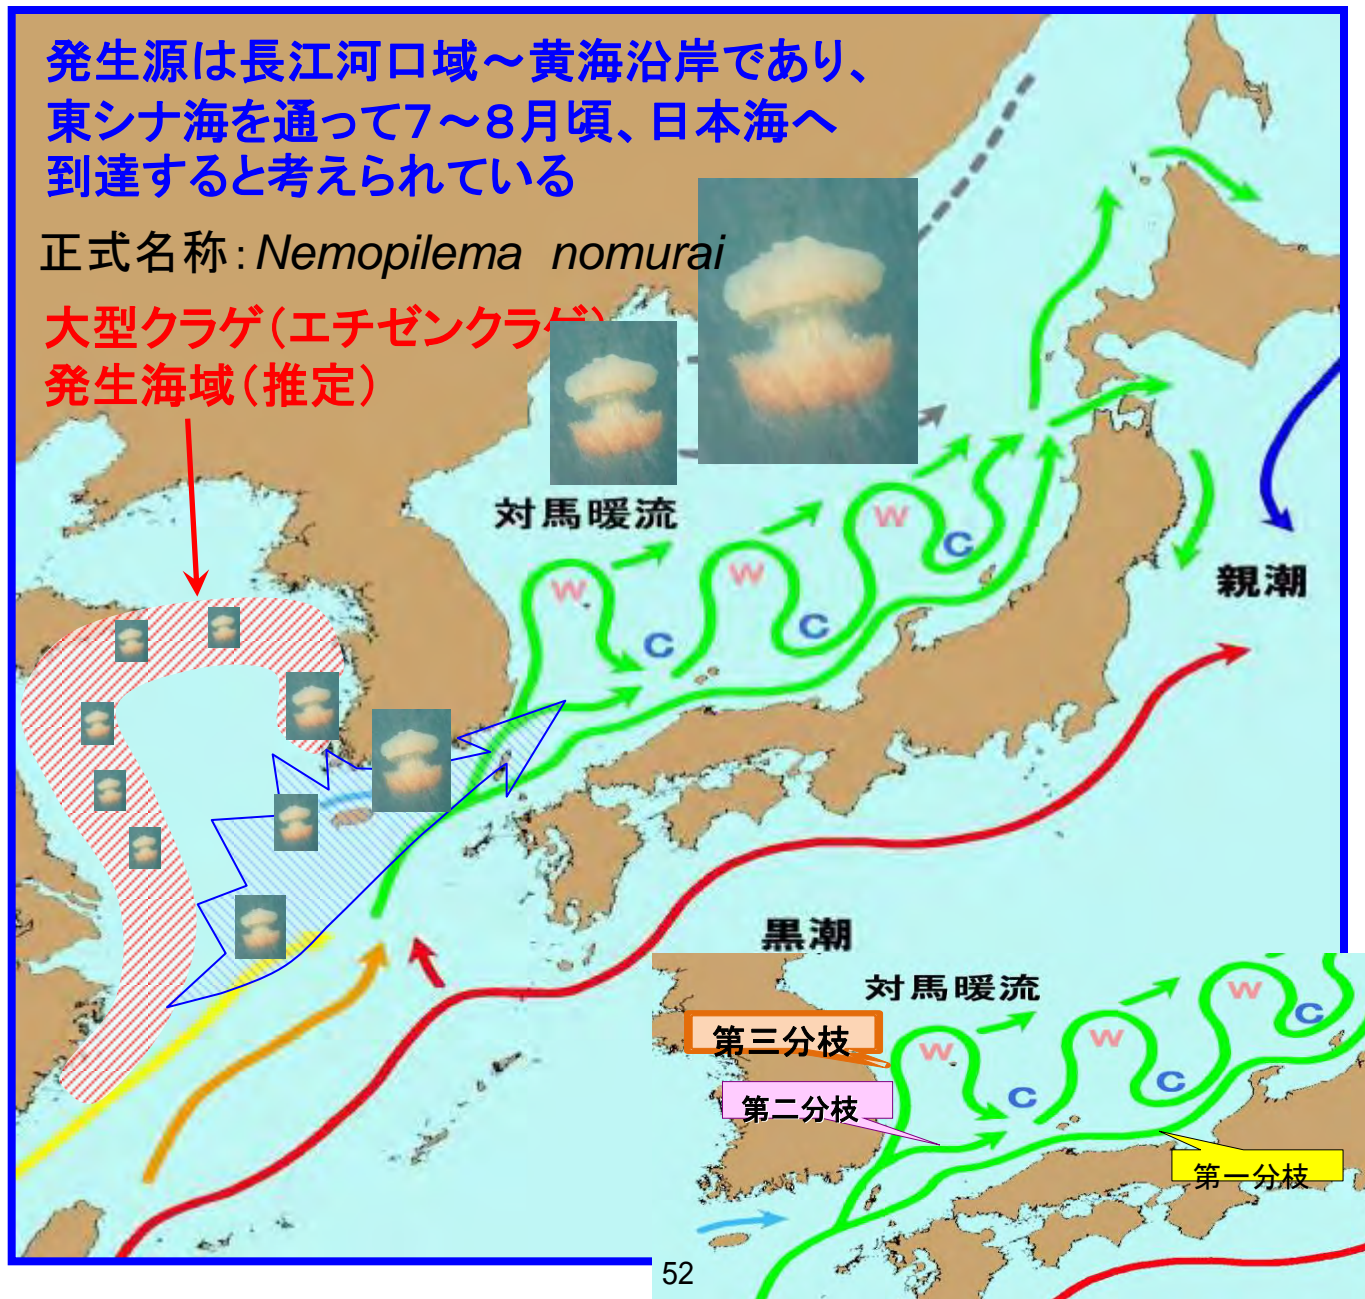 発生源は長江河口域～黄海沿岸であり、
東シナ海を通って７～８月頃、日本海へ
到達すると考えられている
正式名称：Nemopilema nomurai
大型クラゲ（エチゼンクラゲ）
発生海域（推定）
対馬暖流
W
W
W
C
C
C
親潮
黒潮
対馬暖流
W
W
W
C
C
C
第三分枝
第二分枝
第一分枝
52